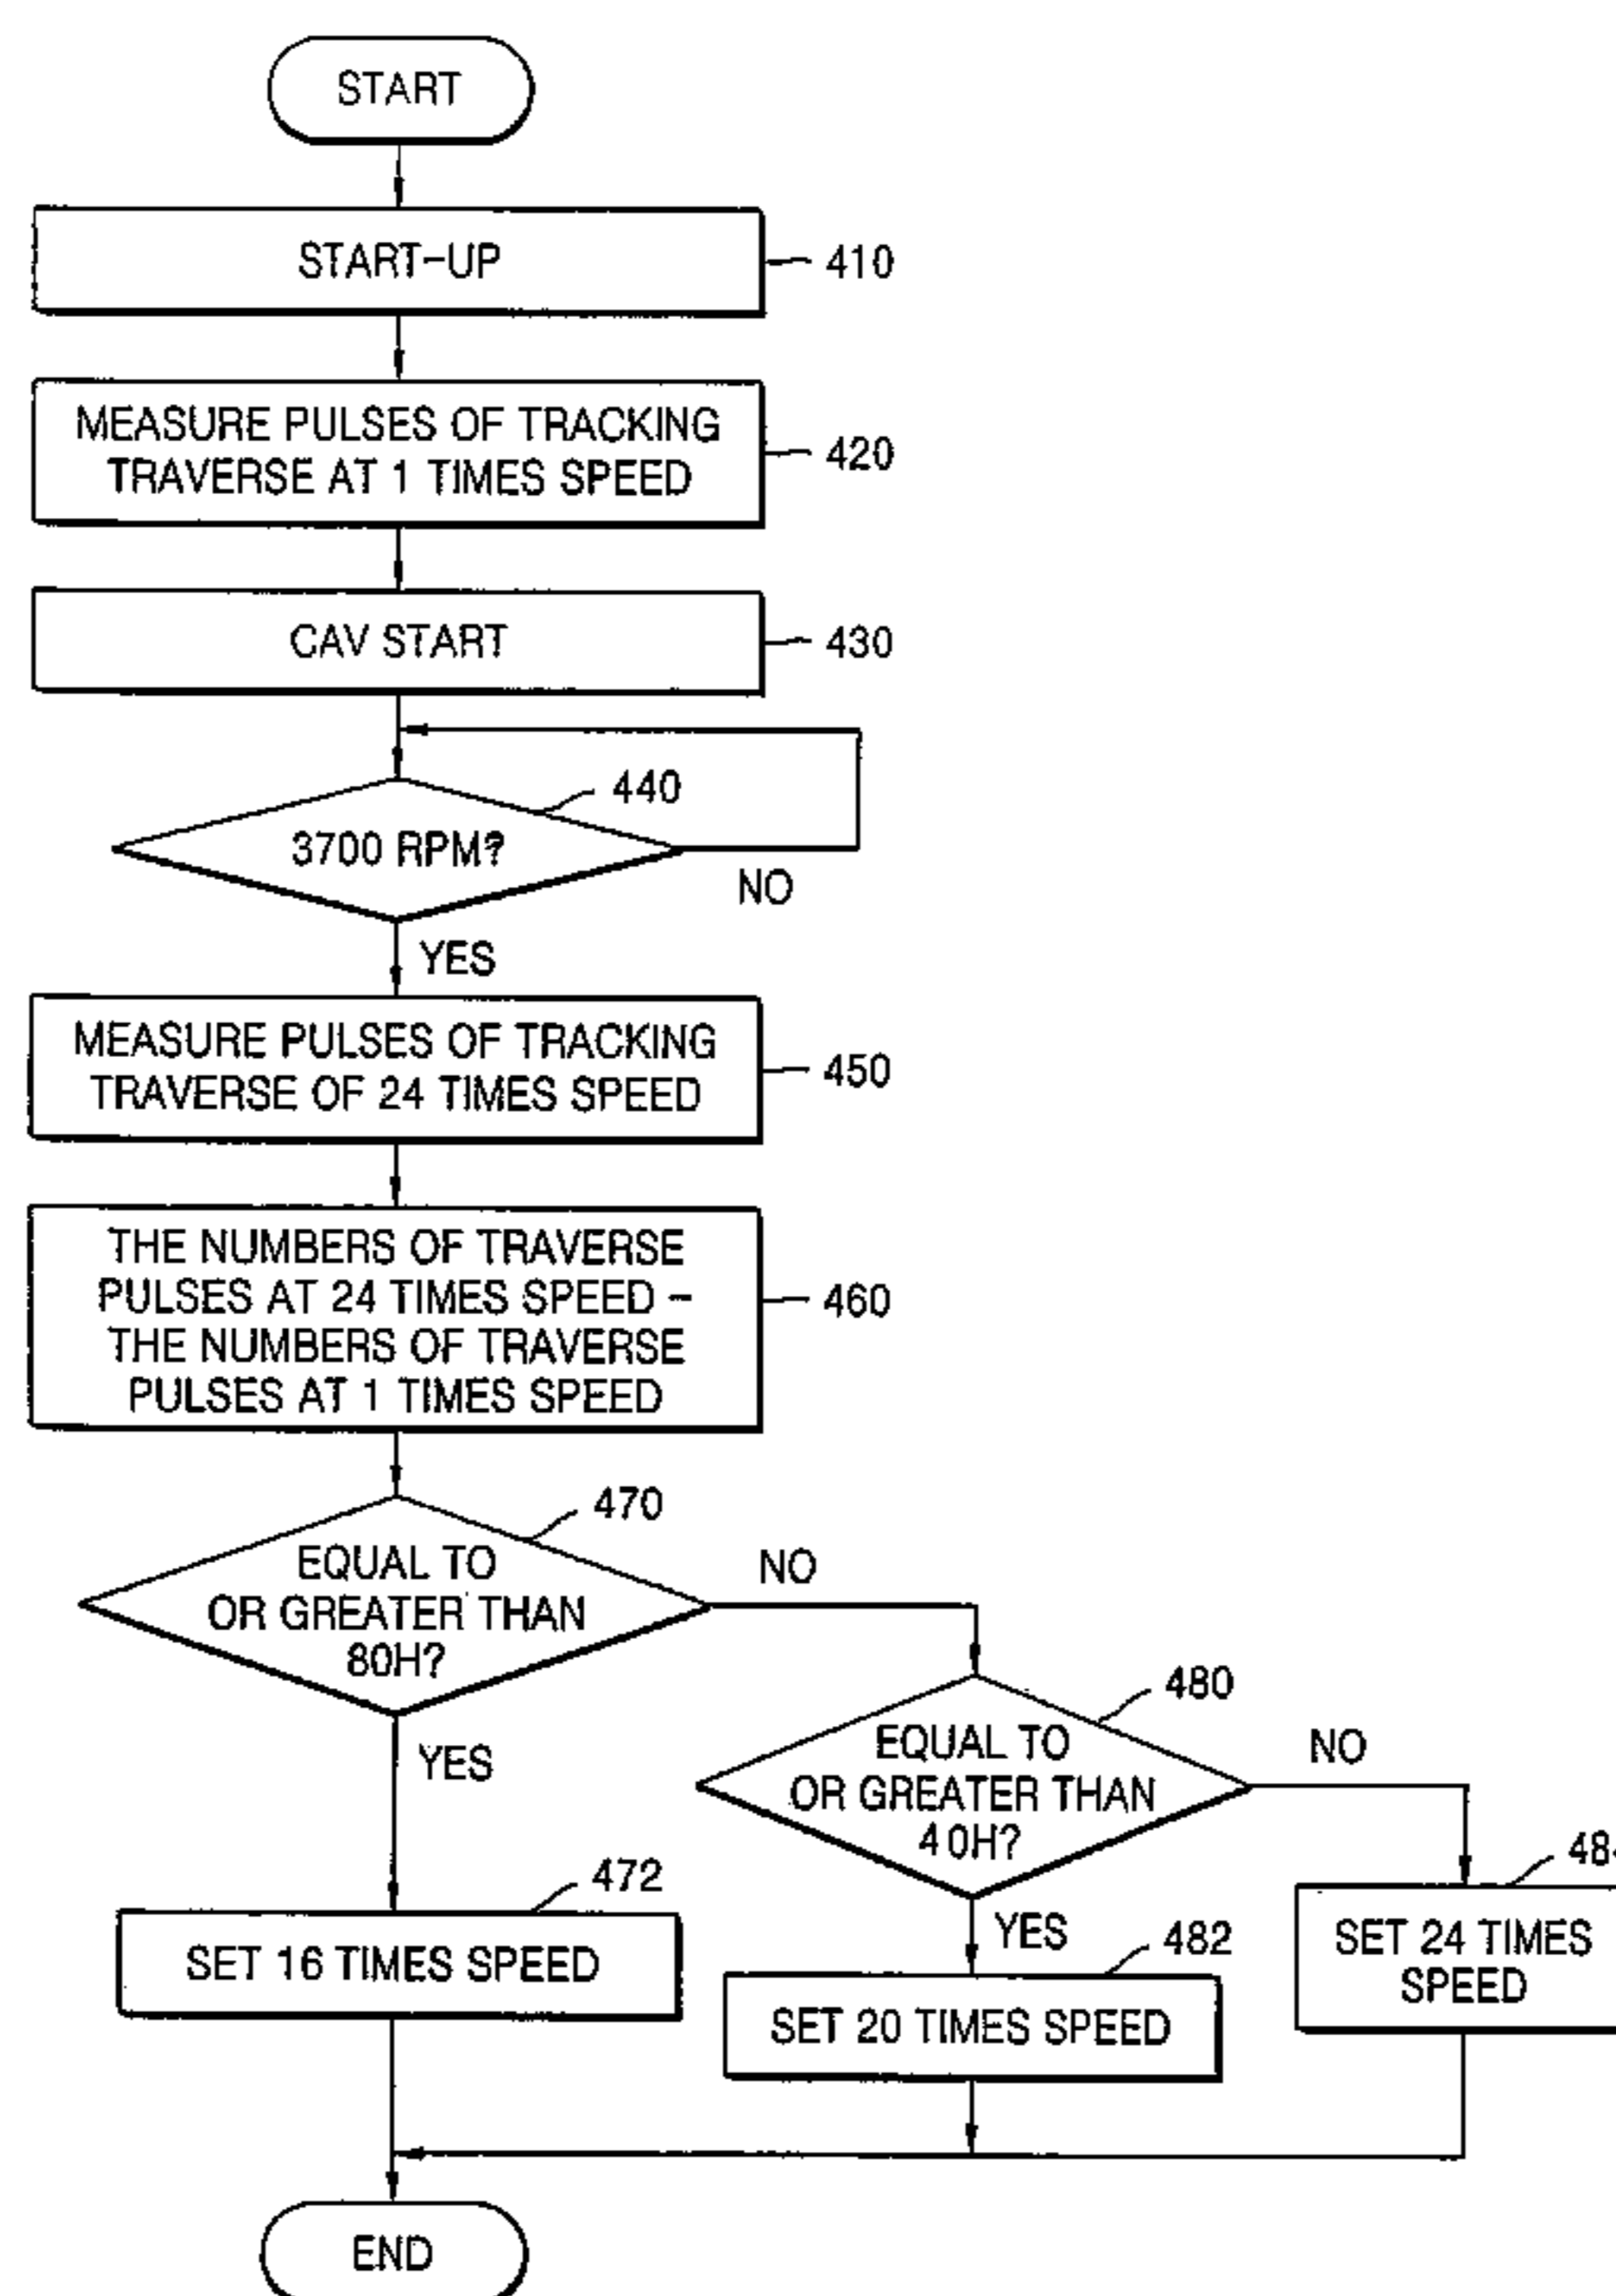 START
START-UP
410
MEASURE PULSES OF TRACKING
TRAVERSE AT 1 TIMES SPEED
420
CAV START
430
440
3700 RPM?
NO
YES
MEASURE PULSES OF TRACKING
TRAVERSE OF 24 TIMES SPEED
450
THE NUMBERS OF TRAVERSE
PULSES AT 24 TIMES SPEED -
THE NUMBERS OF TRAVERSE
PULSES AT 1 TIMES SPEED
460
470
EQUAL TO
OR GREATER THAN
80H?
NO
YES
480
EQUAL TO
OR GREATER THAN
40H?
NO
YES
472
SET 16 TIMES SPEED
482
SET 20 TIMES SPEED
SET 24 TIMES
SPEED
END